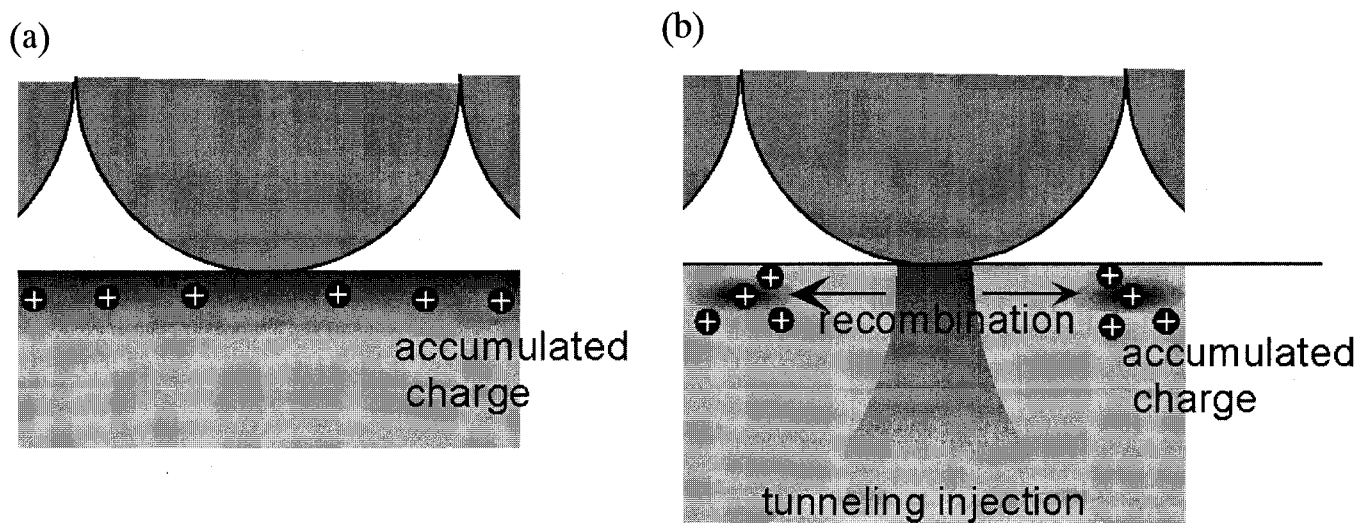 (a)
(b)
+ + + + + +
accumulated
charge
+ + + + + + + +
recombination
accumulated
charge
tunneling injection